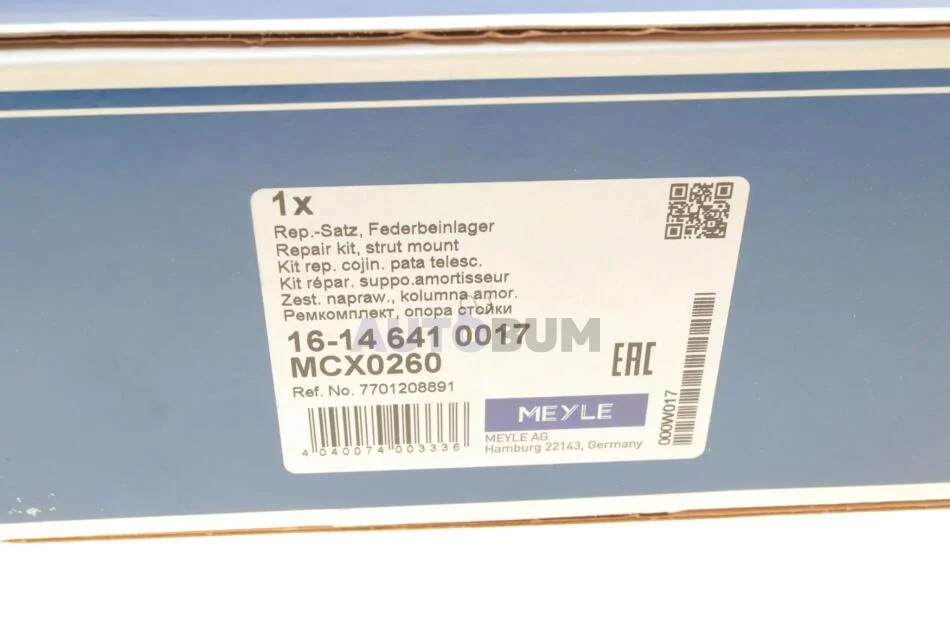 1x
Rep.-Satz, Federbeinlager
Repair kit, strut mount
Kit rep. cojin. pata telesc.
Kit répar. suppo.amortisseur
Zest. napraw., kolumna amor.
Ремкомплект, опора стойки
AUTOBUM
16-14 641 0017
MCX0260
EAC
Ref. No. 7701208891
MEYLE
MEYLE AG
Hamburg 22143, Germany
4 040074 003336
000W017